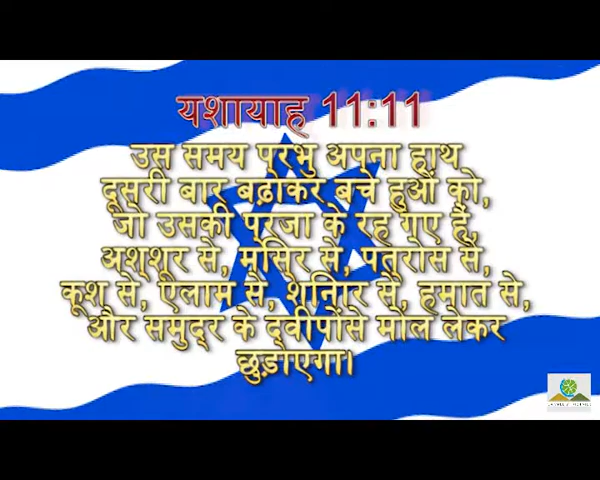 यशायाह 11:11
उस समय प्रभु अपना हाथ
दूसरी बार बढ़ाकर बचे हुओं को,
जो उसकी प्रजा के रह गए हैं,
अश्शूर से, मिस्र से, पत्रोस से,
कूश से, एलाम से, शिनार से, हमात से,
और समुद्र के द्वीपों से मोल लेकर
छुड़ाएगा।